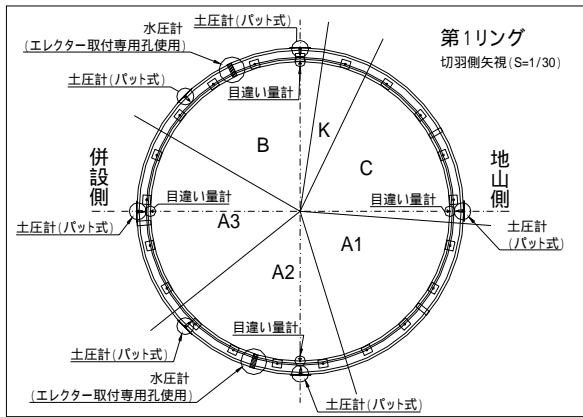 第1リング
切羽側矢視(S=1/30)
土圧計(パット式)
水圧計
(エレクター取付専用孔使用)
土圧計(パット式)
目違い量計
K
B
C
併設側
地山側
目違い量計
目違い量計
A3
A1
土圧計(パット式)
土圧計
(パット式)
A2
目違い量計
土圧計(パット式)
水圧計
(エレクター取付専用孔使用)
土圧計(パット式)